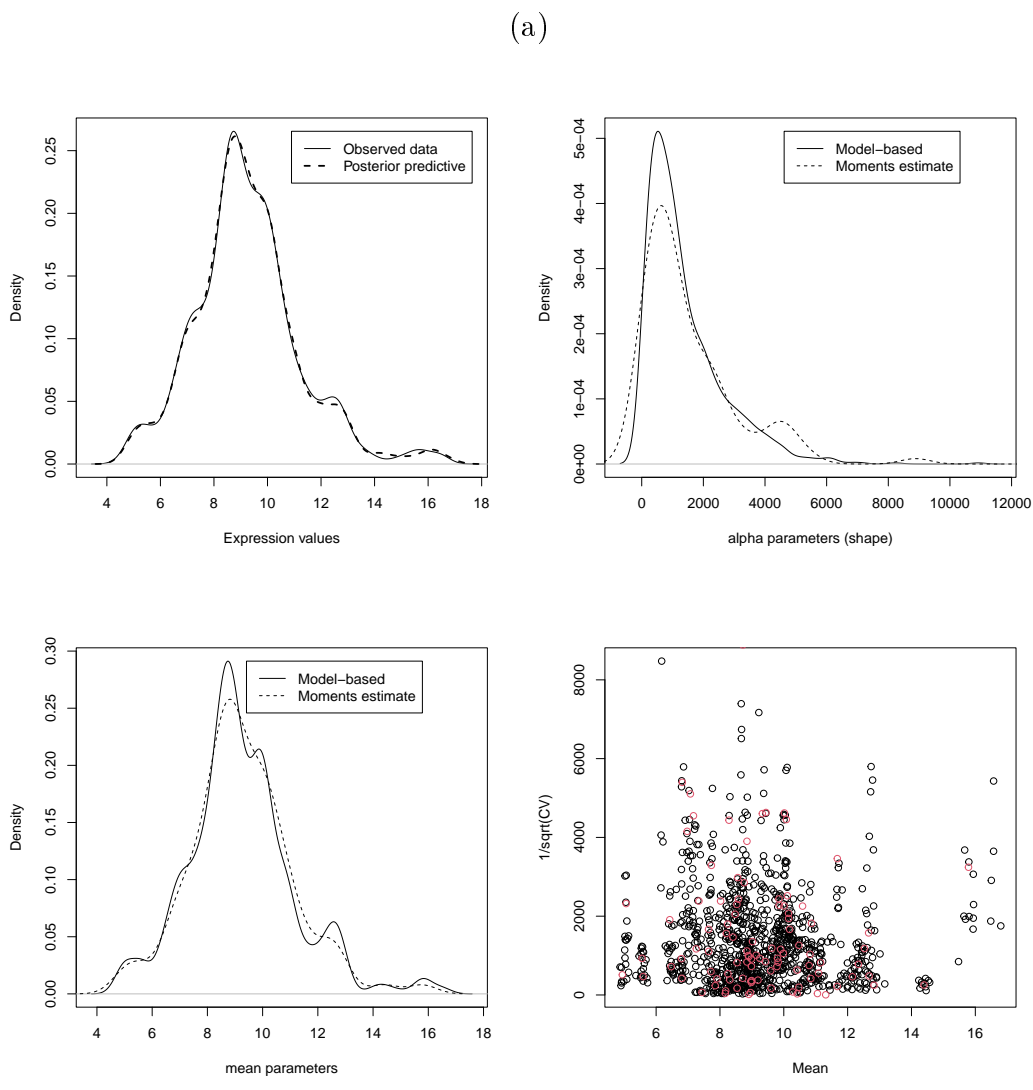 (a)
Density
0.00 0.05 0.10 0.15 0.20 0.25
Observed data
Posterior predictive
4 6 8 10 12 14 16 18
Expression values
Density
0e+00 1e−04 2e−04 3e−04 4e−04 5e−04
Model−based
Moments estimate
0 2000 4000 6000 8000 10000 12000
alpha parameters (shape)
Density
0.00 0.05 0.10 0.15 0.20 0.25 0.30
Model−based
Moments estimate
4 6 8 10 12 14 16 18
mean parameters
1/sqrt(CV)
0 2000 4000 6000 8000
6 8 10 12 14 16
Mean